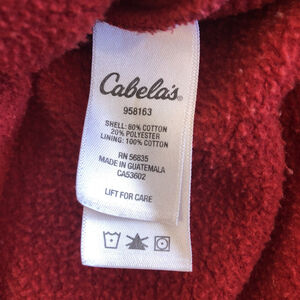 Cabela's®
958163
SHELL: 80% COTTON
20% POLYESTER
LINING: 100% COTTON
RN 56835
MADE IN GUATEMALA
CA53602
LIFT FOR CARE